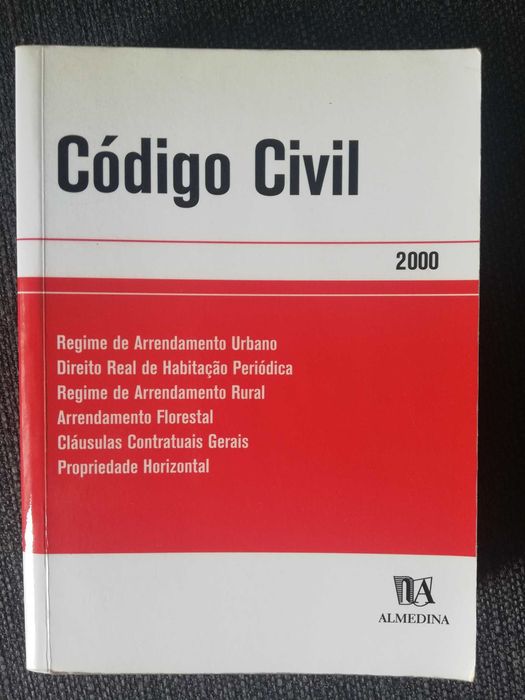 Código Civil
2000
Regime de Arrendamento Urbano
Direito Real de Habitação Periódica
Regime de Arrendamento Rural
Arrendamento Florestal
Cláusulas Contratuais Gerais
Propriedade Horizontal
ALMEDINA